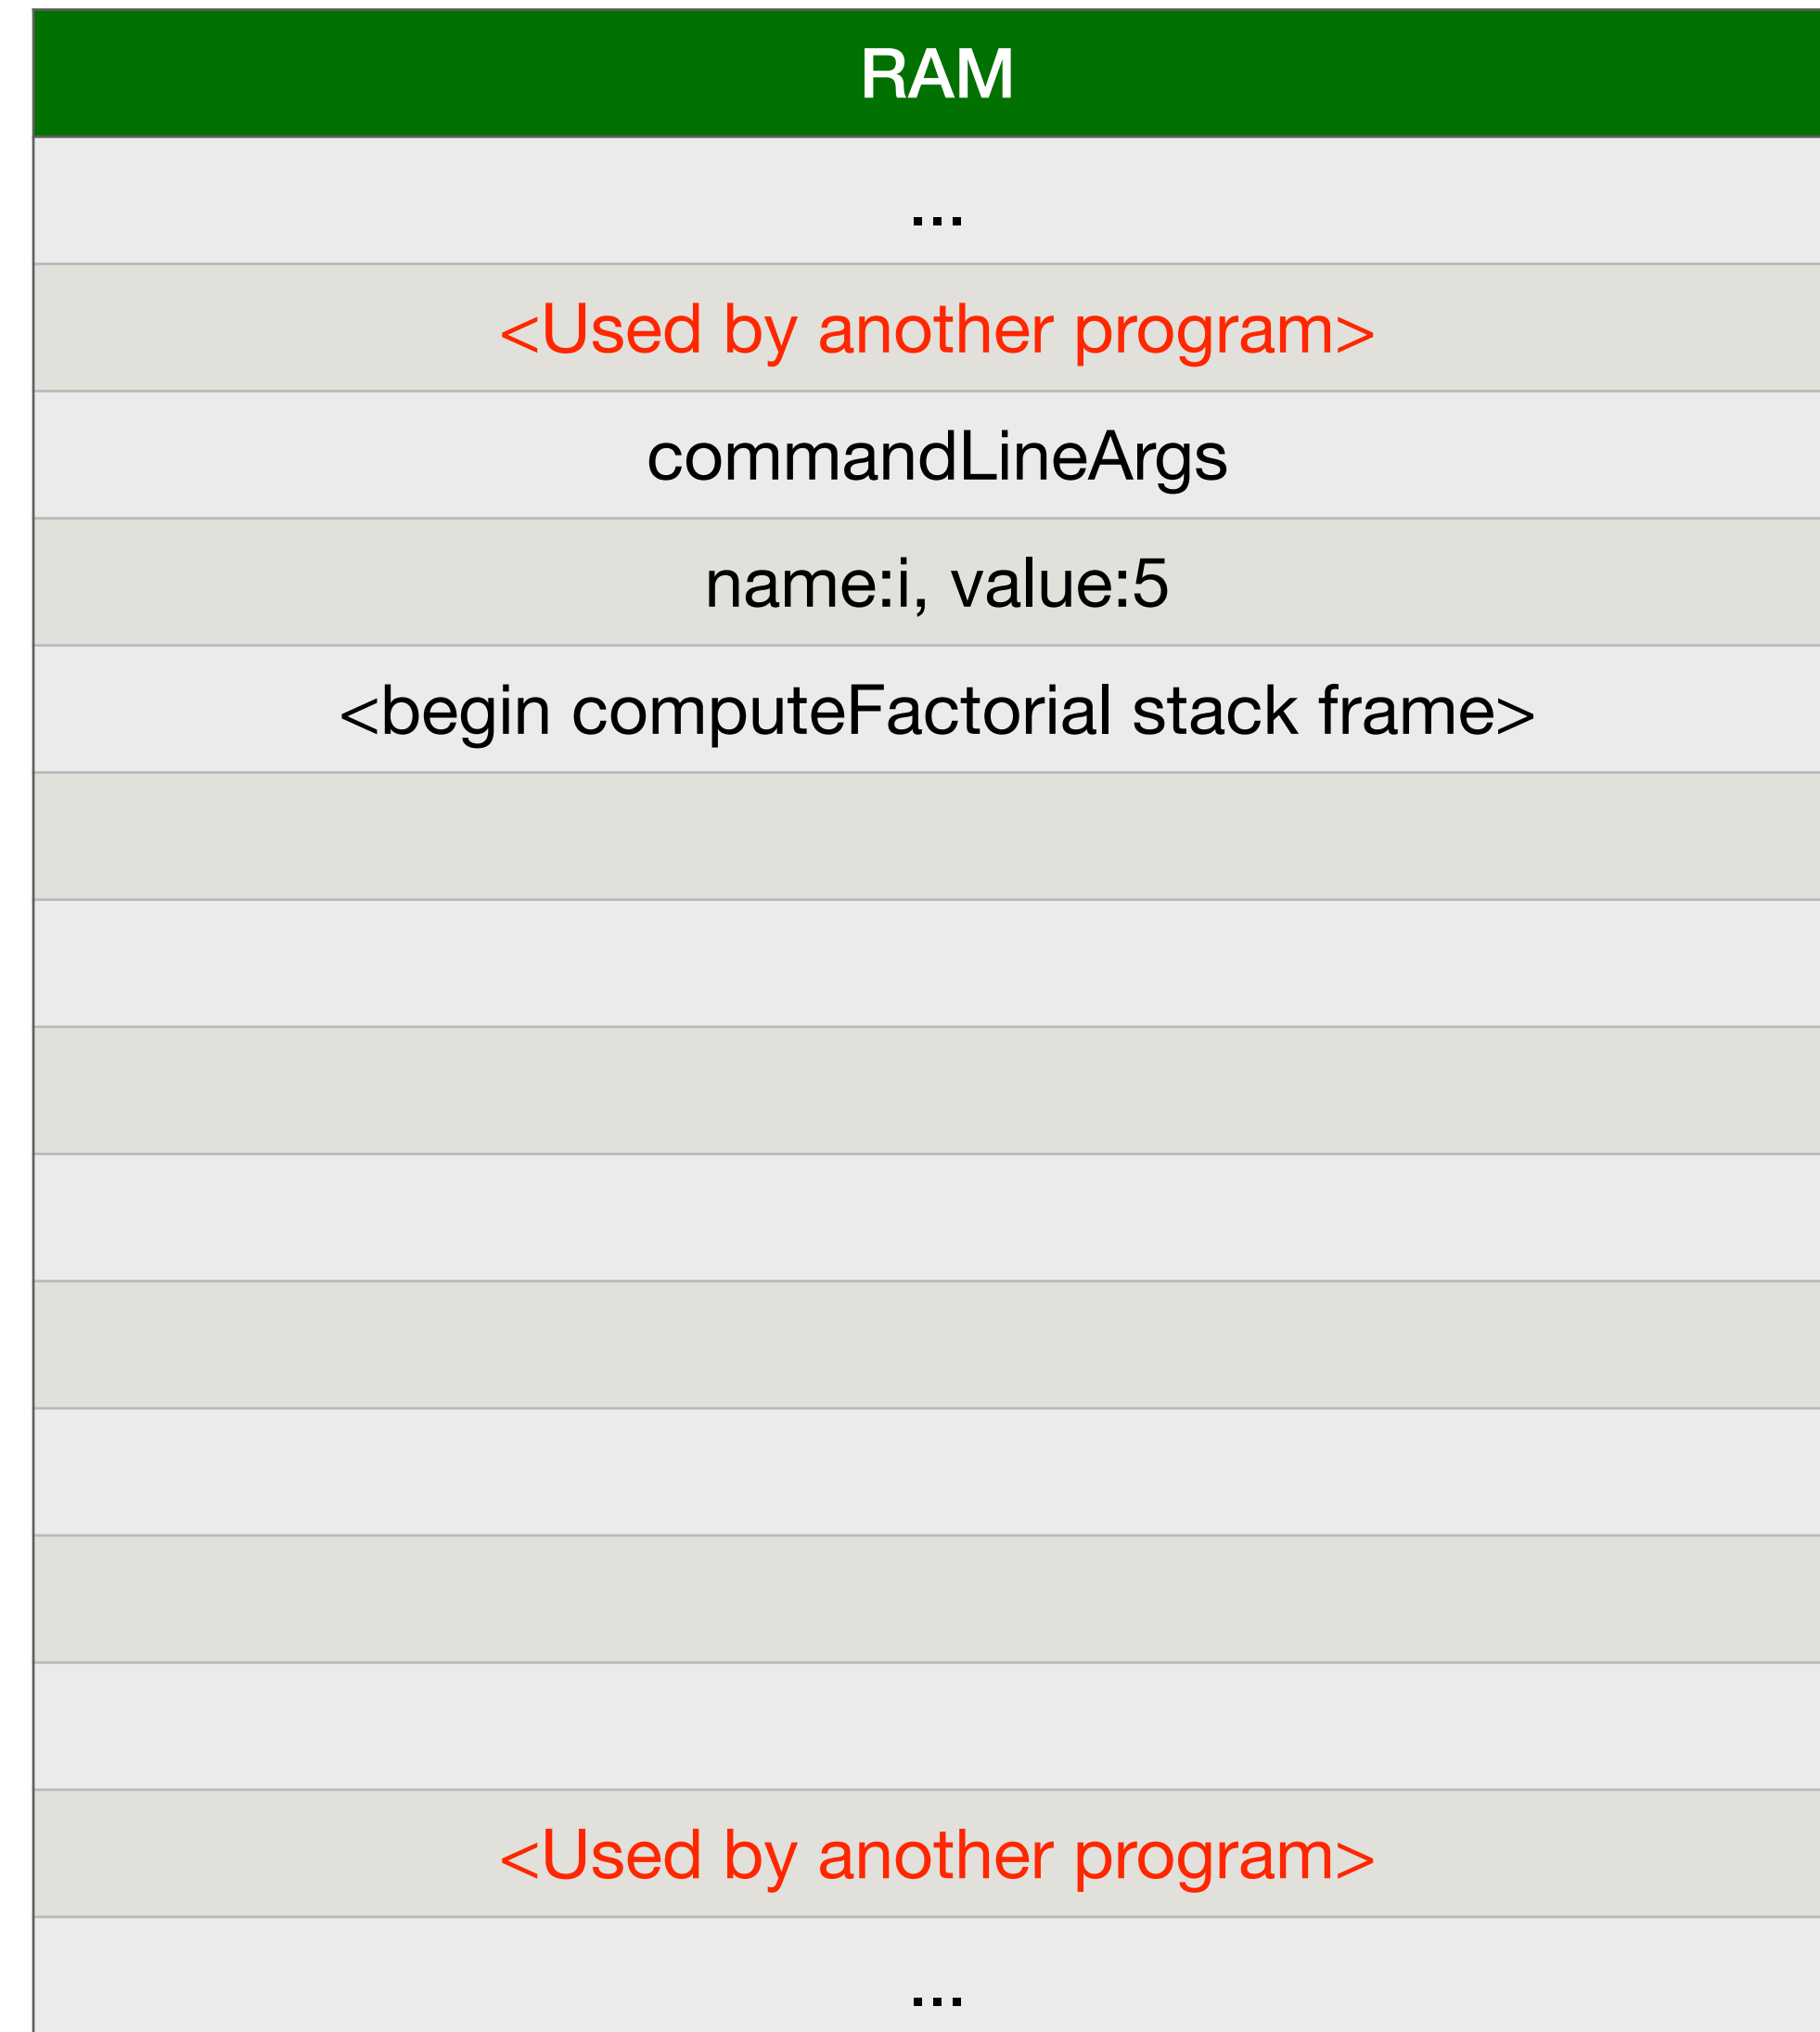 RAM
...
<Used by another program>
commandLineArgs
name:i, value:5
<begin computeFactorial stack frame>
<Used by another program>
...